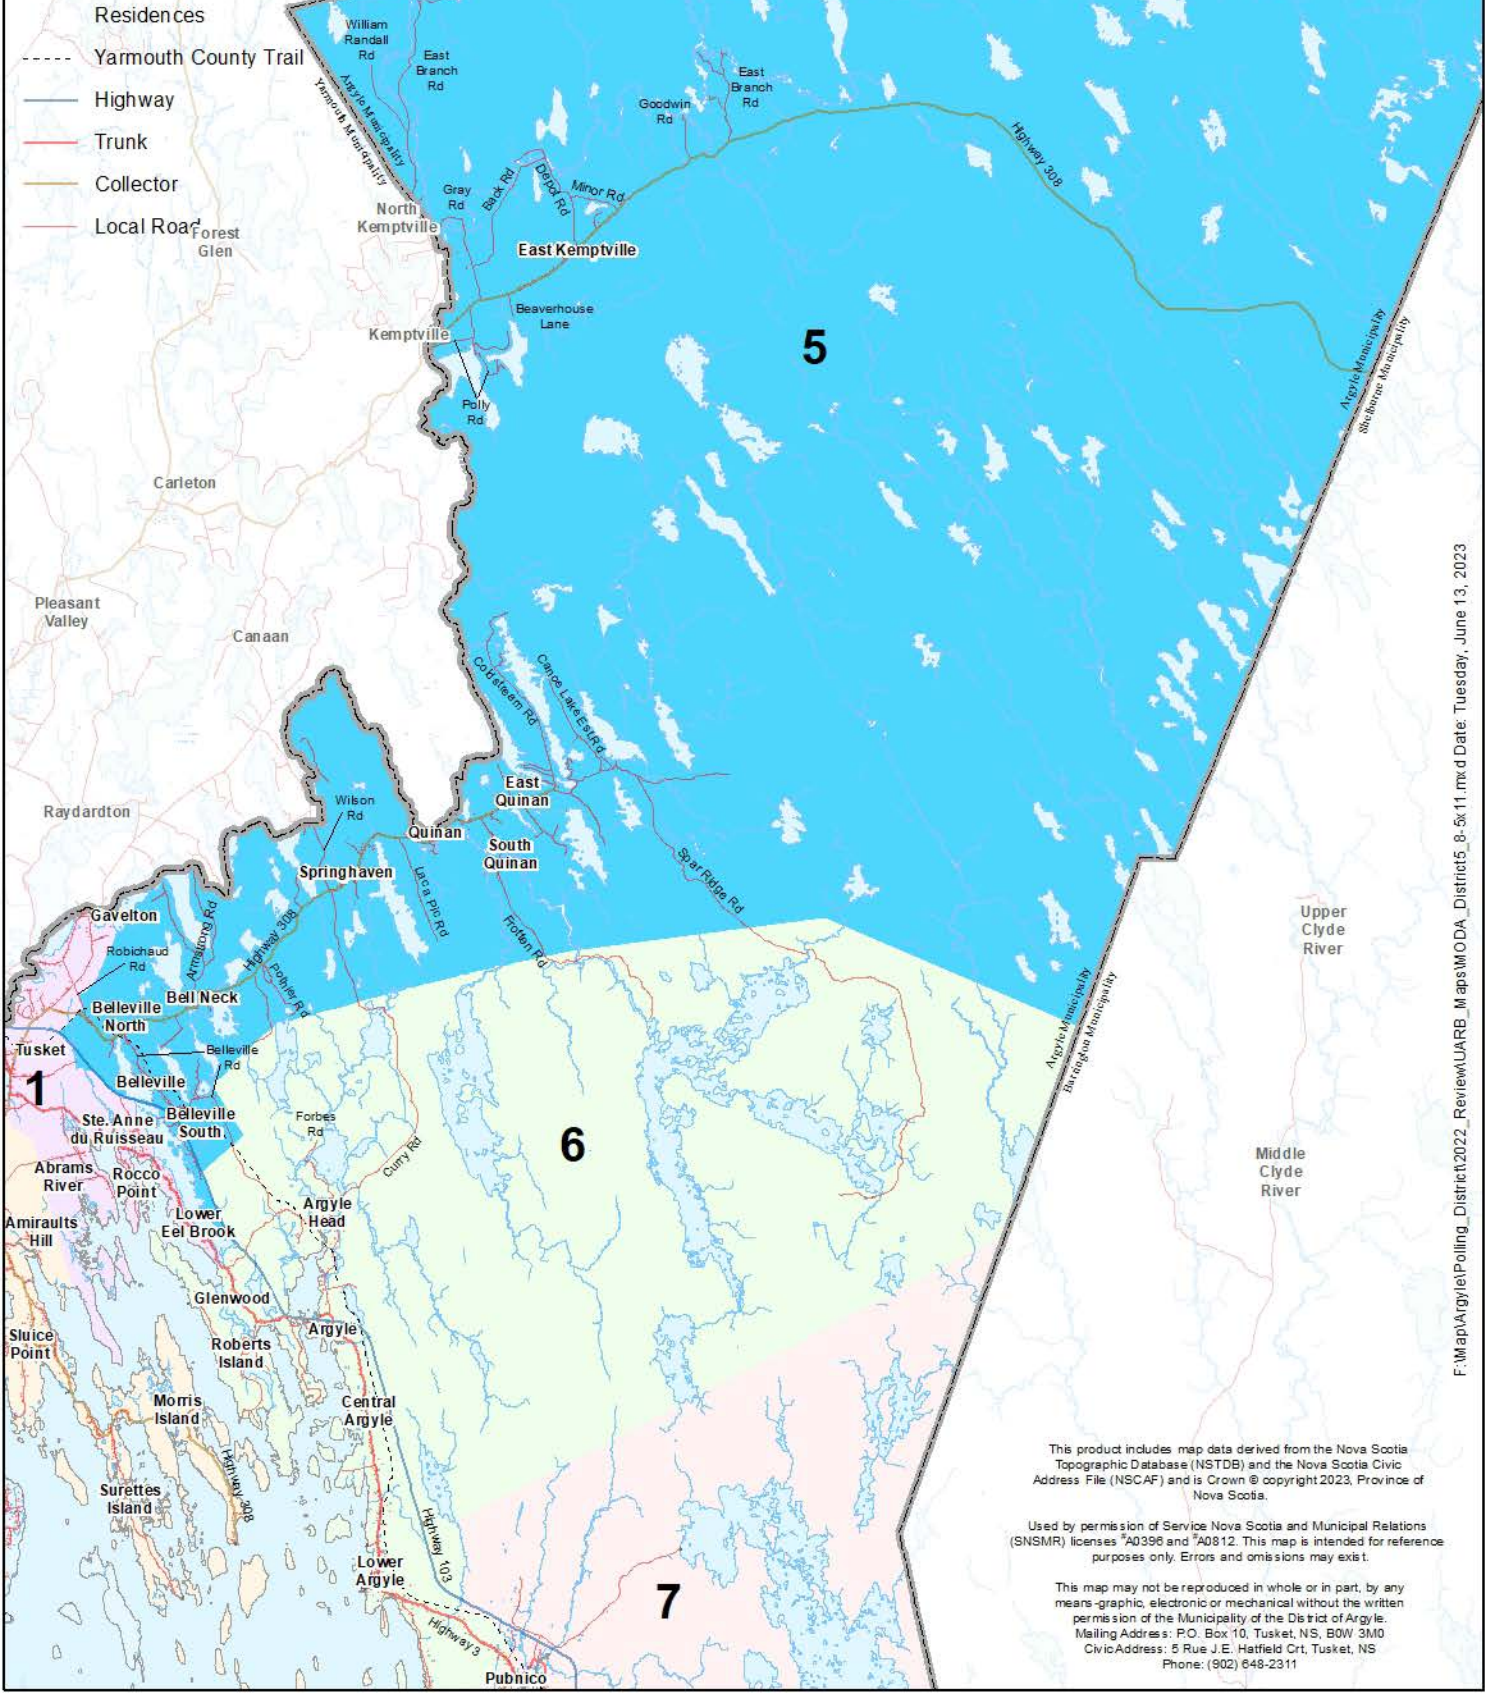 Residences
Yarmouth County Trail
Highway
Trunk
Collector
Local Road
William
Randall
Rd
East
Branch
Rd
Argyle Municipality
Yarmouth Municipality
Goodwin
Rd
East
Branch
Rd
Highway 308
Gray
Rd
Back Rd
Depot Rd
Minor Rd
North
Kemptville
Forest
Glen
East Kemptville
Beaverhouse
Lane
Kemptville
5
Argyle Municipality
Shelburne Municipality
Polly
Rd
Carleton
Pleasant
Valley
Canaan
Coldstream Rd
Canoe Lake Est Rd
East
Quinan
Raydardton
Wilson
Rd
Quinan
South
Quinan
Springhaven
Lac a Pic Rd
Spar Ridge Rd
Gavelton
Armstrong Rd
Highway 308
Frotten Rd
Upper
Clyde
River
Robichaud
Rd
Pothier Rd
Bell Neck
Belleville
North
Argyle Municipality
Barrington Municipality
Tusket
Belleville
Rd
1
Belleville
Belleville
South
Forbes
Rd
Ste. Anne
du Ruisseau
6
Curry Rd
Abrams
River
Rocco
Point
Middle
Clyde
River
Argyle
Head
Amiraults
Hill
Lower
Eel Brook
Glenwood
Argyle
Sluice
Point
Roberts
Island
Morris
Island
Central
Argyle
Highway 308
Surettes
Island
Highway 103
Lower
Argyle
7
Highway 3
Pubnico
This product includes map data derived from the Nova Scotia
Topographic Database (NSTDB) and the Nova Scotia Civic
Address File (NSCAF) and is Crown © copyright 2023, Province of
Nova Scotia.
Used by permission of Service Nova Scotia and Municipal Relations
(SNSMR) licenses #A0396 and #A0812. This map is intended for reference
purposes only. Errors and omissions may exist.
This map may not be reproduced in whole or in part, by any
means -graphic, electronic or mechanical without the written
permission of the Municipality of the District of Argyle.
Mailing Address: P.O. Box 10, Tusket, NS, B0W 3M0
Civic Address: 5 Rue J.E. Hatfield Crt, Tusket, NS
Phone: (902) 648-2311
F:\Map\Argyle\Polling_District\2022_Review\UARB_Maps\MODA_District5_8-5x11.mxd Date: Tuesday, June 13, 2023